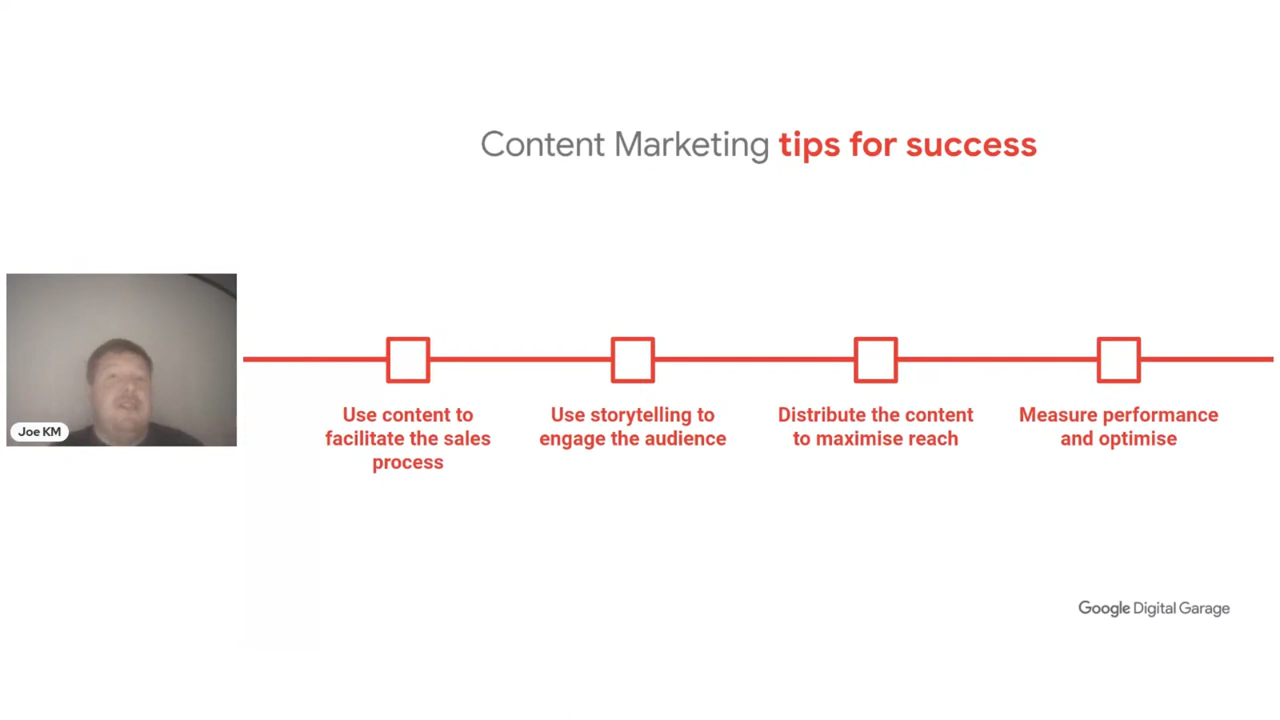 Content Marketing tips for success
Joe KM
Use content to
facilitate the sales
process
Use storytelling to
engage the audience
Distribute the content
to maximise reach
Measure performance
and optimise
Google Digital Garage